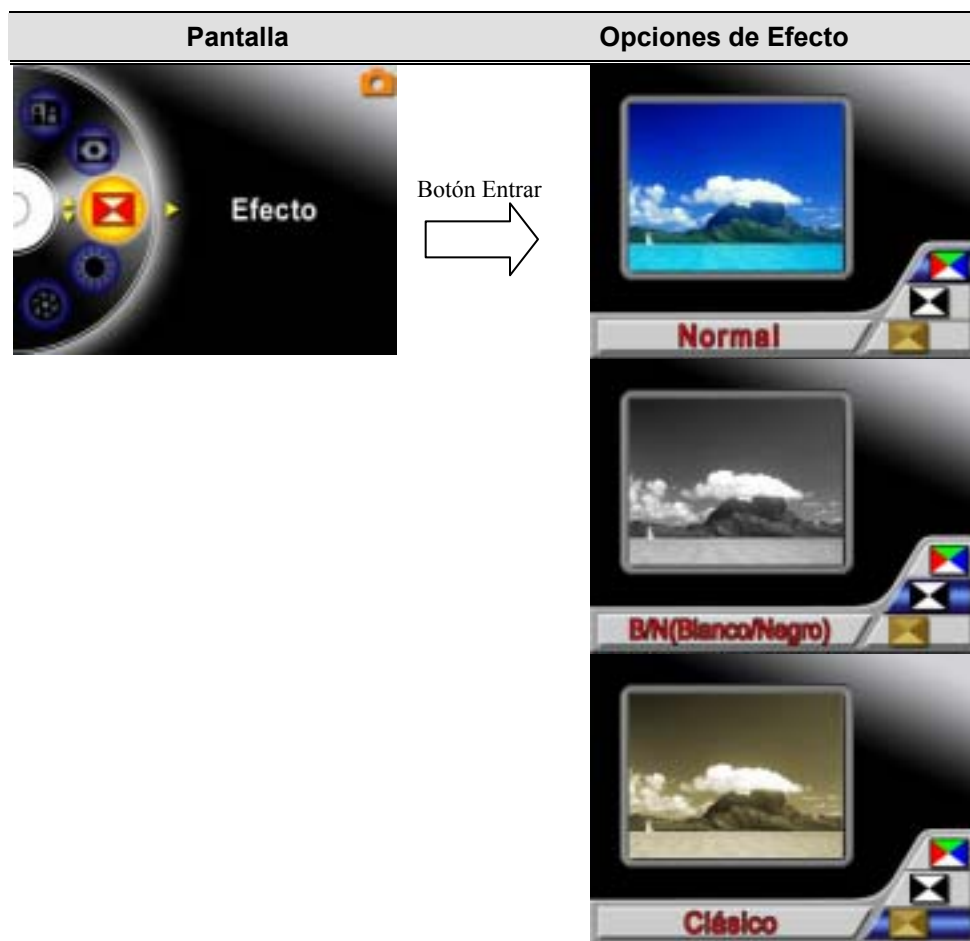 Pantalla
Opciones de Efecto
Efecto
Botón Entrar
Normal
B/N(Blanco/Negro)
Clásico